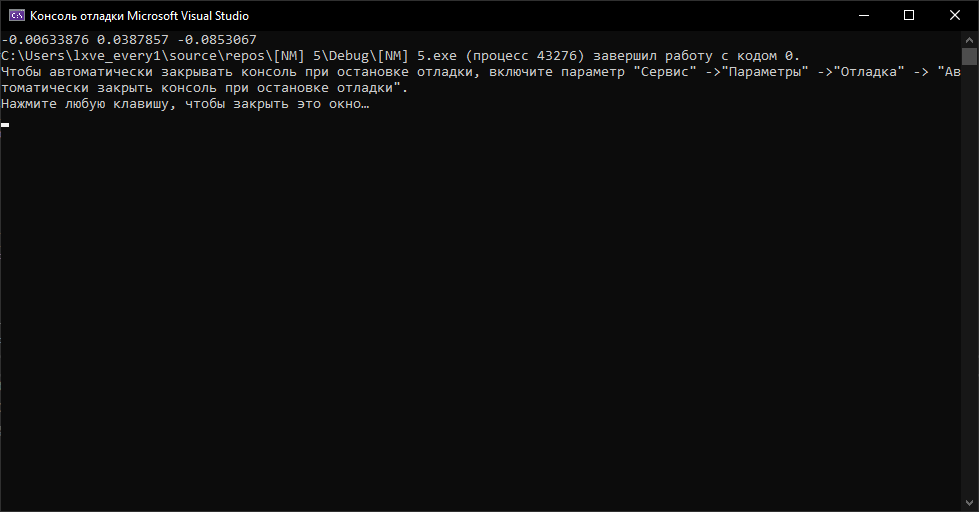 Консоль отладки Microsoft Visual Studio
-0.00633876 0.0387857 -0.0853067
C:\Users\lxve_every1\source\repos\[NM] 5\Debug\[NM] 5.exe (процесс 43276) завершил работу с кодом 0.
Чтобы автоматически закрывать консоль при остановке отладки, включите параметр "Сервис" ->"Параметры" ->"Отладка" -> "Ав
томатически закрыть консоль при остановке отладки".
Нажмите любую клавишу, чтобы закрыть это окно…